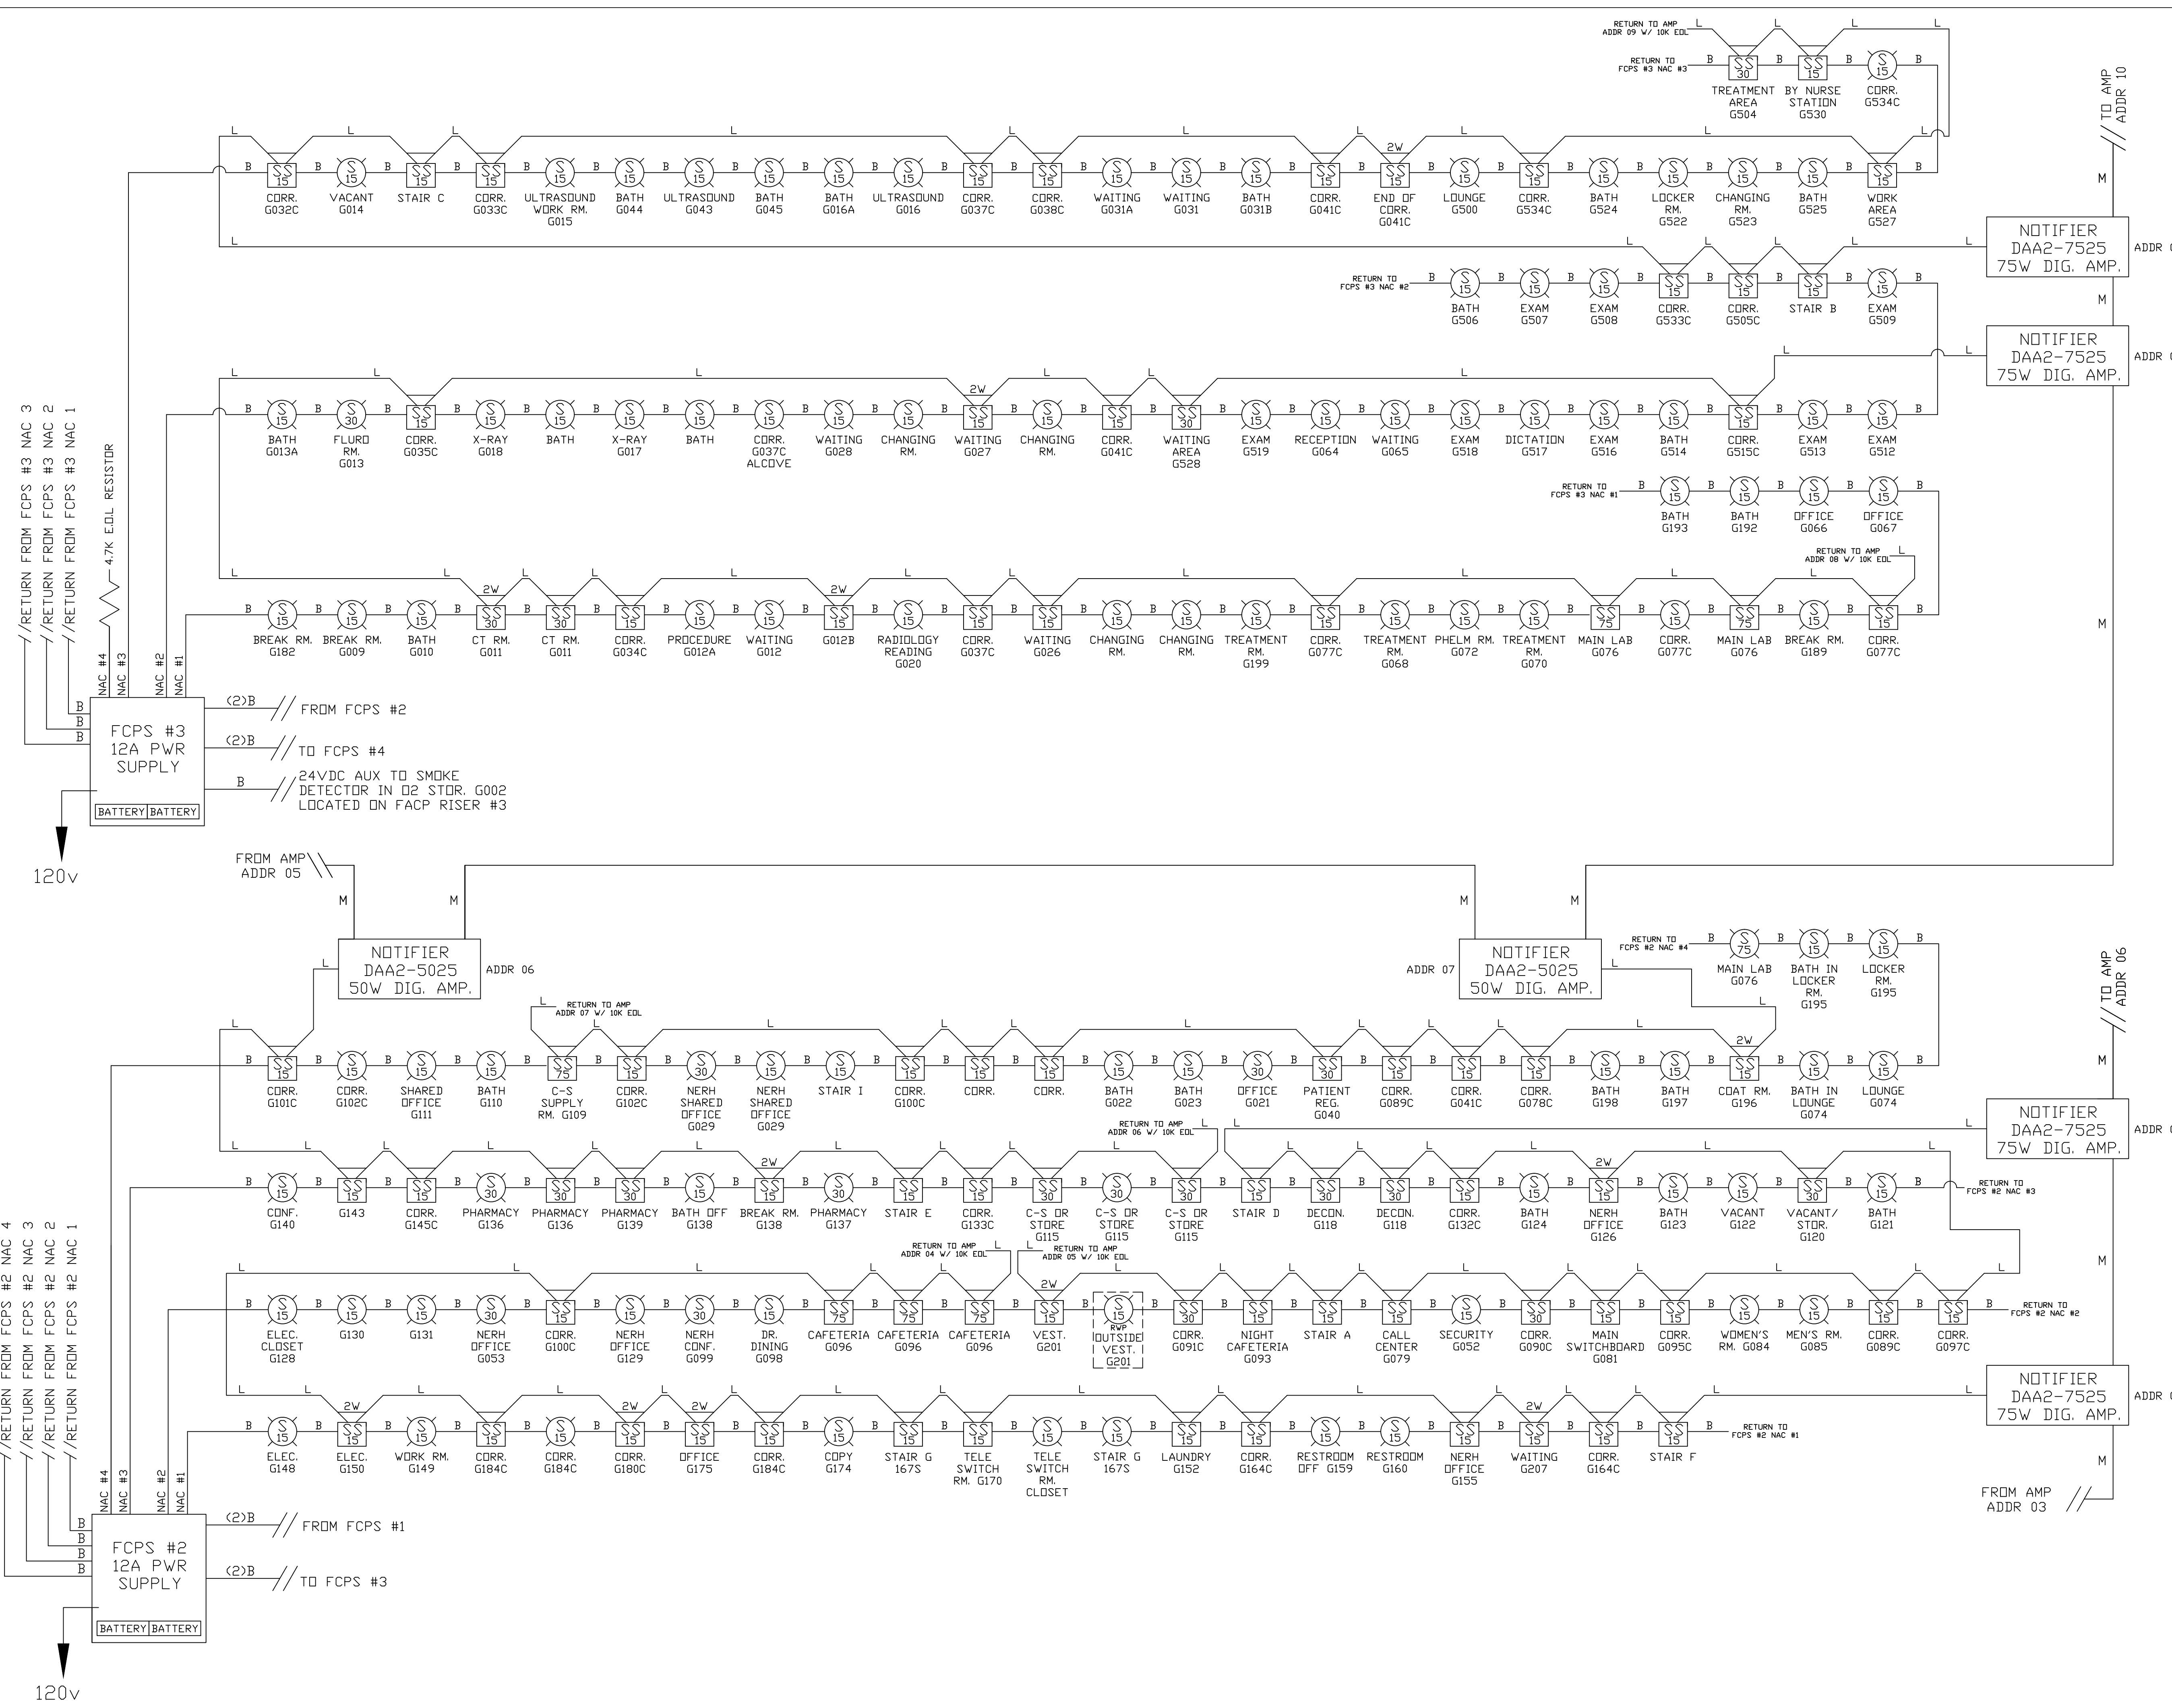 RETURN TO AMP
ADDR 09 W/ 10K EOL
L L L L
RETURN TO
FCPS #3 NAC #3
B B B B
SS 30 SS 15 S 15
TREATMENT AREA G504
BY NURSE STATION G530
CORR. G534C
TO AMP
ADDR 10
L L L L L L L L L L L
2W
B S 15
CORR. G032C
VACANT G014
STAIR C
CORR. G033C
ULTRASOUND WORK RM. G015
BATH G044
ULTRASOUND G043
BATH G045
BATH G016A
ULTRASOUND G016
CORR. G037C
CORR. G038C
WAITING G031A
WAITING G031
BATH G031B
CORR. G041C
END OF CORR. G041C
LOUNGE G500
CORR. G534C
BATH G524
LOCKER RM. G522
CHANGING RM. G523
BATH G525
WORK AREA G527
M
NOTIFIER
DAA2-7525
75W DIG. AMP.
ADDR
L L L L L
RETURN TO
FCPS #3 NAC #2
BATH G506
EXAM G507
EXAM G508
CORR. G533C
CORR. G505C
STAIR B
EXAM G509
M
NOTIFIER
DAA2-7525
75W DIG. AMP.
ADDR
L L L L L L L L
2W
BATH G013A
FLURO RM. G013
CORR. G035C
X-RAY G018
BATH
X-RAY G017
BATH
CORR. G037C ALCOVE
WAITING G028
CHANGING RM.
WAITING G027
CHANGING RM.
CORR. G041C
WAITING AREA G528
EXAM G519
RECEPTION G064
WAITING G065
EXAM G518
DICTATION G517
EXAM G516
BATH G514
CORR. G515C
EXAM G513
EXAM G512
RETURN TO
FCPS #3 NAC #1
BATH G193
BATH G192
OFFICE G066
OFFICE G067
RETURN TO AMP
ADDR 08 W/ 10K EOL
2W 2W
BREAK RM. G182
BREAK RM. G009
BATH G010
CT RM. G011
CT RM. G011
CORR. G034C
PROCEDURE G012A
WAITING G012
G012B
RADIOLOGY READING G020
CORR. G037C
WAITING G026
CHANGING RM.
CHANGING RM.
TREATMENT RM. G199
CORR. G077C
TREATMENT RM. G068
PHELM RM. G072
TREATMENT RM. G070
MAIN LAB G076
CORR. G077C
MAIN LAB G076
BREAK RM. G189
CORR. G077C
M
RETURN FROM FCPS #3 NAC 3
RETURN FROM FCPS #3 NAC 2
RETURN FROM FCPS #3 NAC 1
4.7K E.O.L RESISTOR
NAC #4
NAC #3
NAC #2
NAC #1
B
B
B
FCPS #3
12A PWR
SUPPLY
BATTERY BATTERY
120v
(2)B FROM FCPS #2
(2)B TO FCPS #4
B 24VDC AUX TO SMOKE
DETECTOR IN O2 STOR. G002
LOCATED ON FACP RISER #3
FROM AMP
ADDR 05
M M M M
NOTIFIER
DAA2-5025
50W DIG. AMP.
ADDR 06
ADDR 07
NOTIFIER
DAA2-5025
50W DIG. AMP.
RETURN TO
FCPS #2 NAC #4
MAIN LAB G076
BATH IN LOCKER RM. G195
LOCKER RM. G195
TO AMP
ADDR 06
RETURN TO AMP
ADDR 07 W/ 10K EOL
2W
CORR. G101C
CORR. G102C
SHARED OFFICE G111
BATH G110
C-S SUPPLY RM. G109
CORR. G102C
NERH SHARED OFFICE G029
NERH SHARED OFFICE G029
STAIR I
CORR. G100C
CORR.
CORR.
BATH G022
BATH G023
OFFICE G021
PATIENT REG. G040
CORR. G089C
CORR. G041C
CORR. G078C
BATH G198
BATH G197
COAT RM. G196
BATH IN LOUNGE G074
LOUNGE G074
M
NOTIFIER
DAA2-7525
75W DIG. AMP.
ADDR
RETURN TO AMP
ADDR 06 W/ 10K EOL
2W 2W
CONF. G140
G143
CORR. G145C
PHARMACY G136
PHARMACY G136
PHARMACY G139
BATH OFF G138
BREAK RM. G138
PHARMACY G137
STAIR E
CORR. G133C
C-S OR STORE G115
C-S OR STORE G115
C-S OR STORE G115
STAIR D
DECON. G118
DECON. G118
CORR. G132C
BATH G124
NERH OFFICE G126
BATH G123
VACANT G122
VACANT/ STOR. G120
BATH G121
RETURN TO
FCPS #2 NAC #3
RETURN TO AMP
ADDR 04 W/ 10K EOL
RETURN TO AMP
ADDR 05 W/ 10K EOL
2W
ELEC. CLOSET G128
G130
G131
NERH OFFICE G053
CORR. G100C
NERH OFFICE G129
NERH CONF. G099
DR. DINING G098
CAFETERIA G096
CAFETERIA G096
CAFETERIA G096
VEST. G201
RWP
OUTSIDE VEST. G201
CORR. G091C
NIGHT CAFETERIA G093
STAIR A
CALL CENTER G079
SECURITY G052
CORR. G090C
MAIN SWITCHBOARD G081
CORR. G095C
WOMEN'S RM. G084
MEN'S RM. G085
CORR. G089C
CORR. G097C
RETURN TO
FCPS #2 NAC #2
M
NOTIFIER
DAA2-7525
75W DIG. AMP.
ADDR
2W 2W 2W 2W
ELEC. G148
ELEC. G150
WORK RM. G149
CORR. G184C
CORR. G184C
CORR. G180C
OFFICE G175
CORR. G184C
COPY G174
STAIR G 167S
TELE SWITCH RM. G170
TELE SWITCH RM. CLOSET
STAIR G 167S
LAUNDRY G152
CORR. G164C
RESTROOM OFF G159
RESTROOM G160
NERH OFFICE G155
WAITING G207
CORR. G164C
STAIR F
RETURN TO
FCPS #2 NAC #1
M
FROM AMP
ADDR 03
RETURN FROM FCPS #2 NAC 4
RETURN FROM FCPS #2 NAC 3
RETURN FROM FCPS #2 NAC 2
RETURN FROM FCPS #2 NAC 1
NAC #4
NAC #3
NAC #2
NAC #1
B
B
B
B
FCPS #2
12A PWR
SUPPLY
BATTERY BATTERY
120v
(2)B FROM FCPS #1
(2)B TO FCPS #3